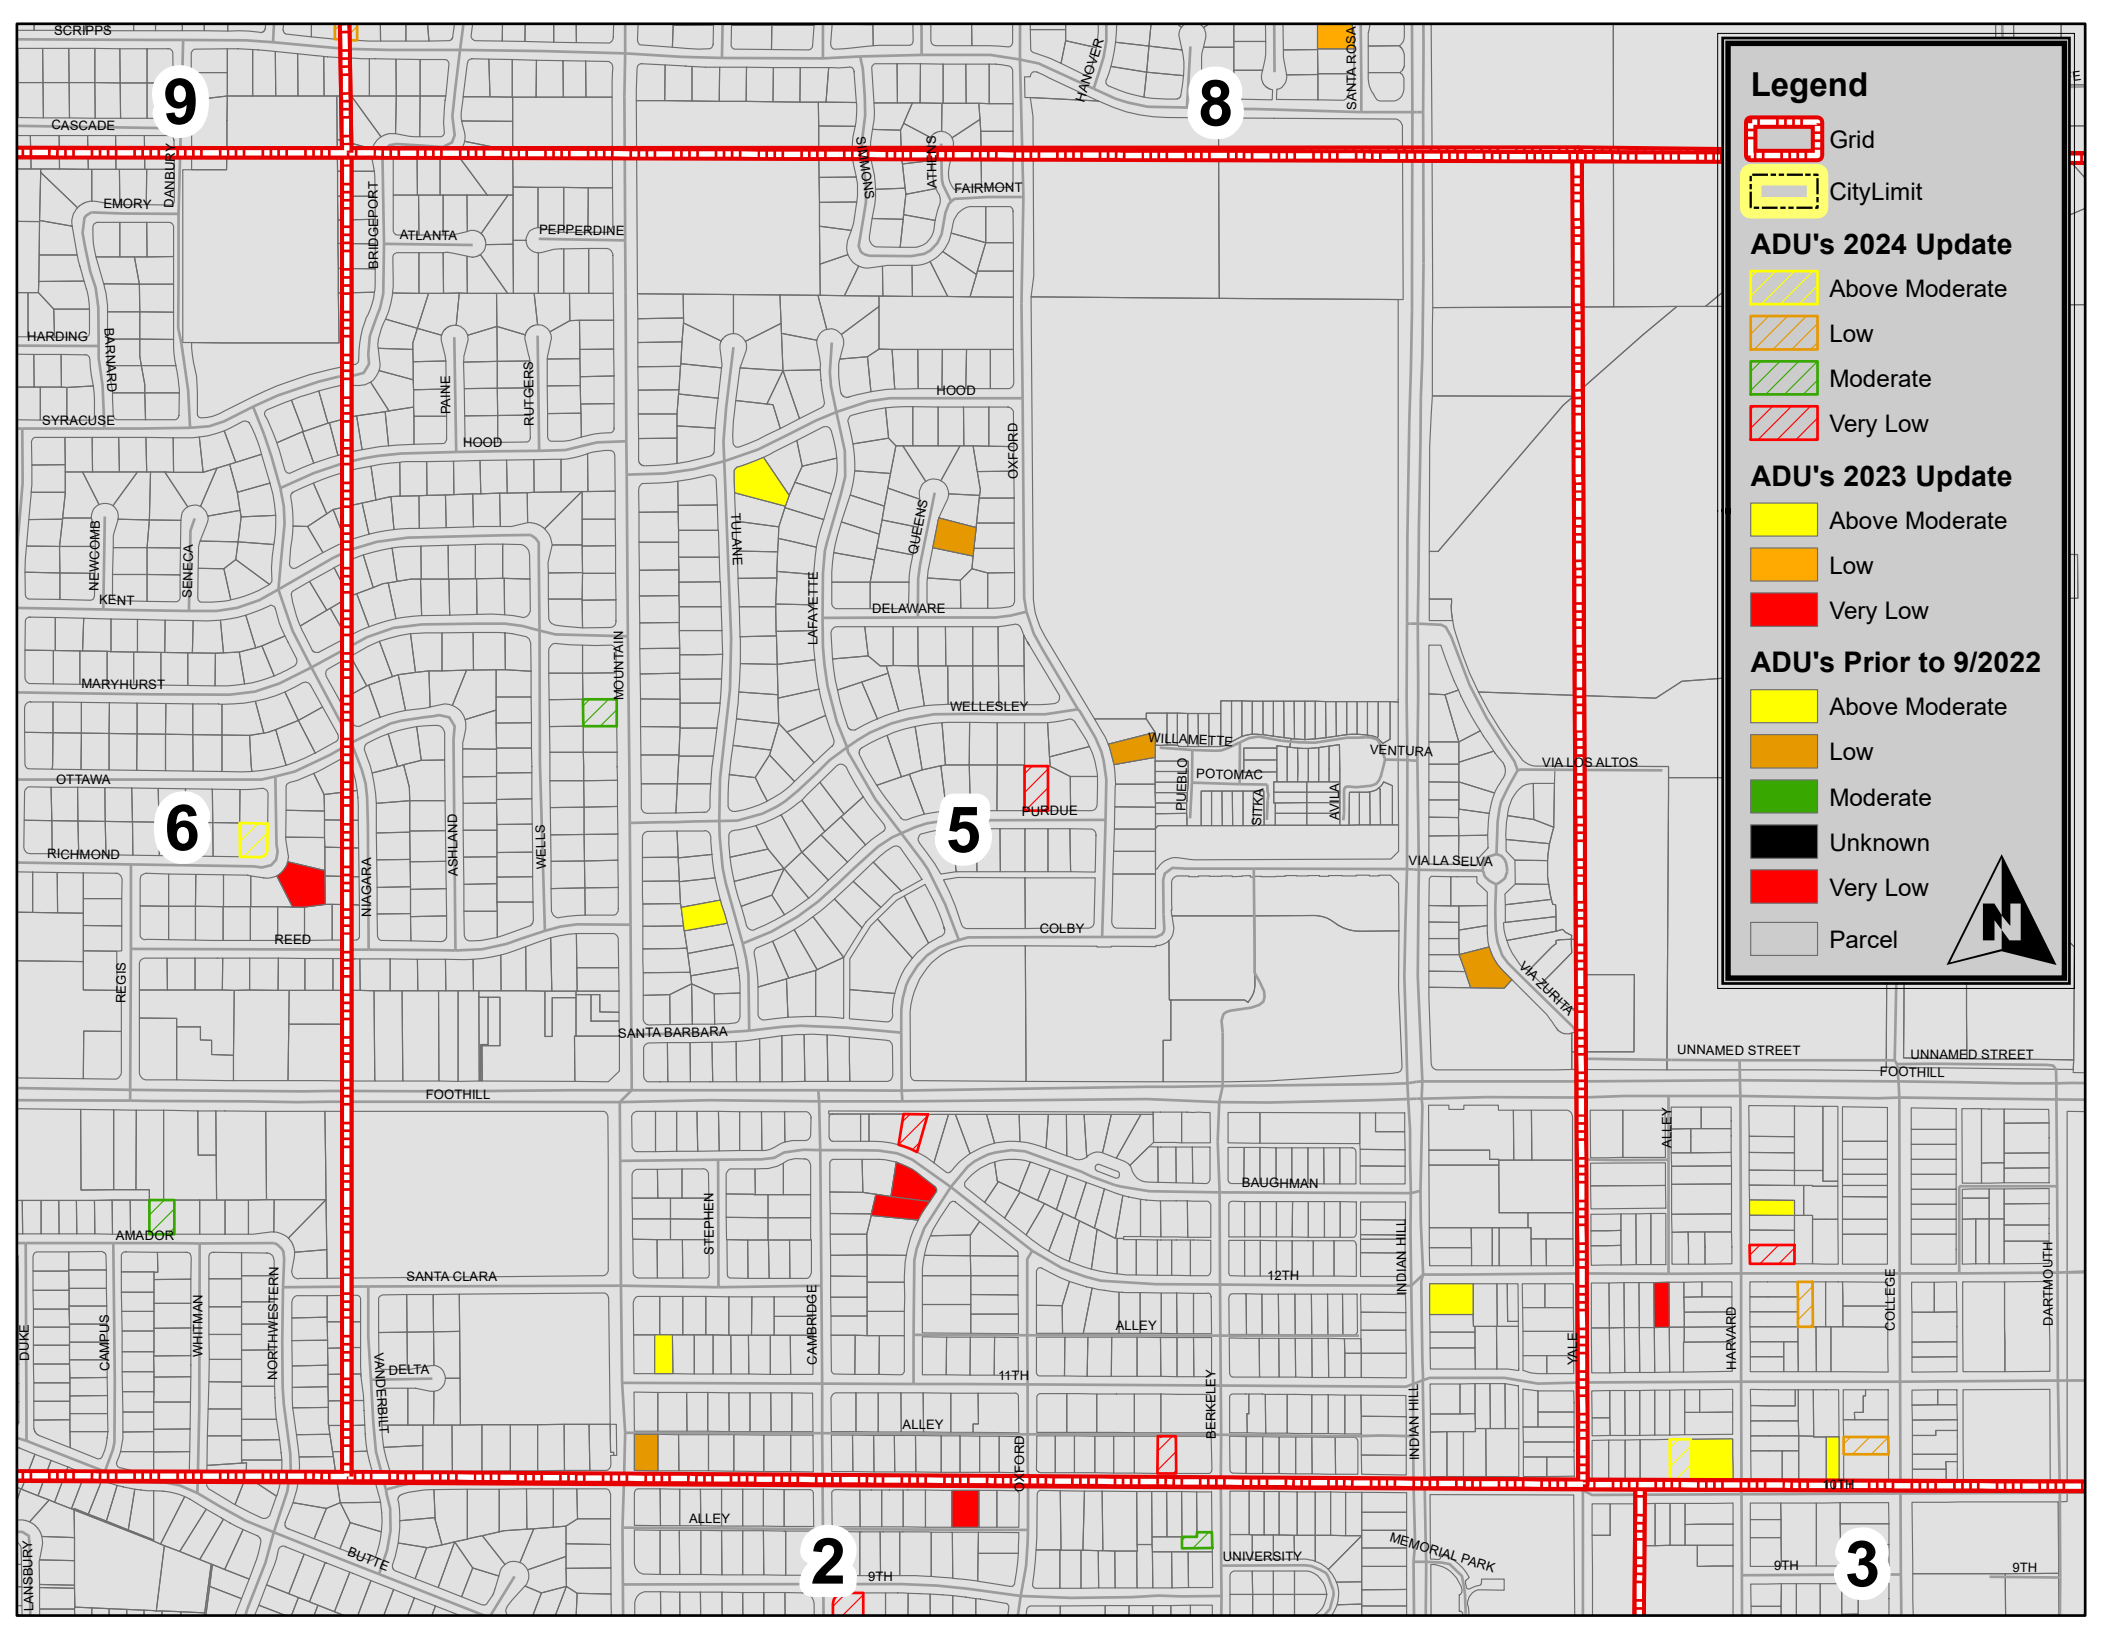 SCRIPPS
HANOVER
SANTA ROSA
9
8
CASCADE
DANBURY
SIMMONS
ATHENS
FAIRMONT
EMORY
BRIDGEPORT
ATLANTA
PEPPERDINE
HARDING
BARNARD
PAINE
RUTGERS
HOOD
SYRACUSE
HOOD
OXFORD
NEWCOMB
SENECA
TULANE
QUEENS
KENT
LAFAYETTE
DELAWARE
MOUNTAIN
MARYHURST
WELLESLEY
WILLAMETTE
VENTURA
OTTAWA
PUEBLO
POTOMAC
SITKA
AVILA
VIA LOS ALTOS
6
5
PURDUE
RICHMOND
NIAGARA
ASHLAND
WELLS
VIA LA SELVA
REED
COLBY
REGIS
VIA ZURITA
SANTA BARBARA
UNNAMED STREET
UNNAMED STREET
FOOTHILL
FOOTHILL
ALLEY
STEPHEN
BAUGHMAN
AMADOR
INDIAN HILL
DARTMOUTH
SANTA CLARA
12TH
DUKE
CAMPUS
WHITMAN
NORTHWESTERN
VANDERBILT
DELTA
CAMBRIDGE
ALLEY
YALE
HARVARD
COLLEGE
11TH
BERKELEY
INDIAN HILL
ALLEY
OXFORD
10TH
ALLEY
2
3
LANSBURY
BUTTE
9TH
UNIVERSITY
MEMORIAL PARK
9TH
9TH
Legend
Grid
CityLimit
ADU's 2024 Update
Above Moderate
Low
Moderate
Very Low
ADU's 2023 Update
Above Moderate
Low
Very Low
ADU's Prior to 9/2022
Above Moderate
Low
Moderate
Unknown
Very Low
Parcel
N